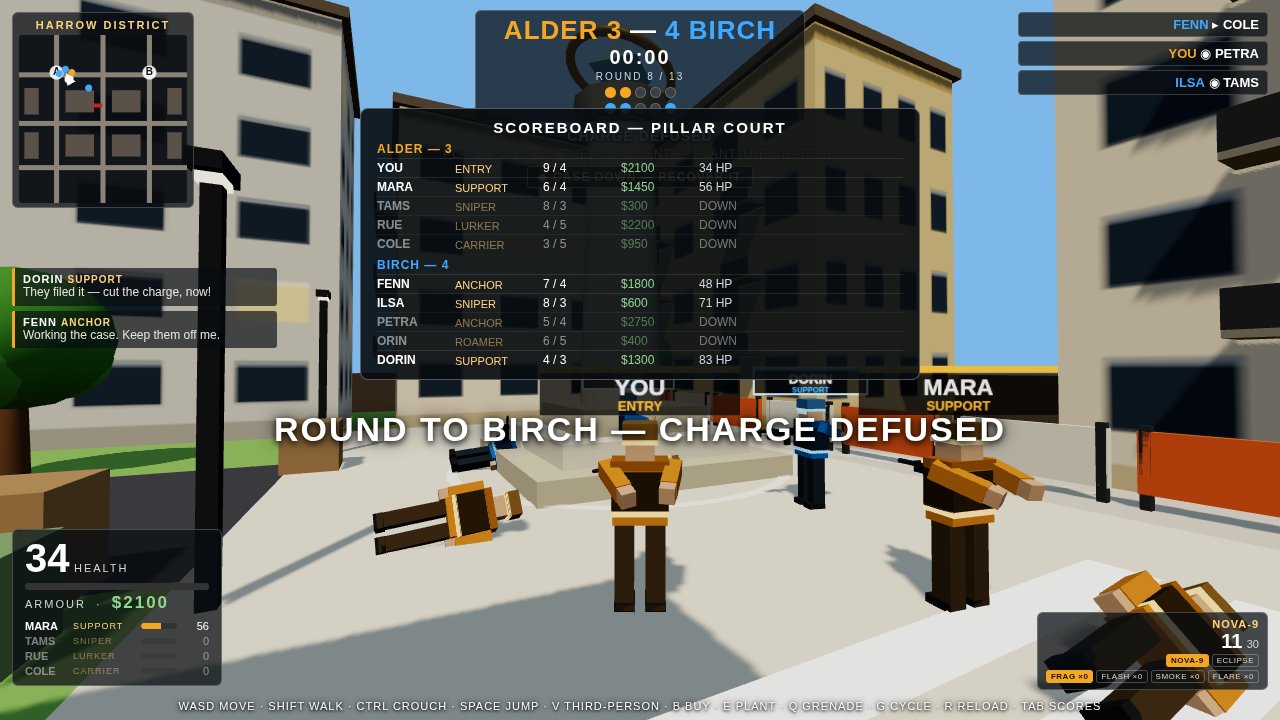 HARROW DISTRICT
A
B
ALDER 3 — 4 BIRCH
00:00
ROUND 8 / 13
FENN ▸ COLE
YOU ◉ PETRA
ILSA ◉ TAMS
SCOREBOARD — PILLAR COURT
ALDER — 3
YOU ENTRY 9 / 4 $2100 34 HP
MARA SUPPORT 6 / 4 $1450 56 HP
TAMS SNIPER 8 / 3 $300 DOWN
RUE LURKER 4 / 5 $2200 DOWN
COLE CARRIER 3 / 5 $950 DOWN
BIRCH — 4
FENN ANCHOR 7 / 4 $1800 48 HP
ILSA SNIPER 8 / 3 $600 71 HP
PETRA ANCHOR 4 / 3 $2750 DOWN
ORIN ROAMER 6 / 5 $400 DOWN
DORIN SUPPORT 4 / 3 $1300 83 HP
DORIN SUPPORT
They filed it — cut the charge, now!
FENN ANCHOR
Working the case. Keep them off me.
YOU
ENTRY
DORIN
SUPPORT
MARA
SUPPORT
ROUND TO BIRCH — CHARGE DEFUSED
34 HEALTH
ARMOUR · $2100
MARA SUPPORT 56
TAMS SNIPER 0
RUE LURKER 0
COLE CARRIER 0
NOVA-9
11 30
NOVA-9 ECLIPSE
FRAG ×0 FLASH ×0 SMOKE ×0 FLARE ×0
WASD MOVE · SHIFT WALK · CTRL CROUCH · SPACE JUMP · V THIRD-PERSON · B BUY · E PLANT · Q GRENADE · G CYCLE · R RELOAD · TAB SCORES